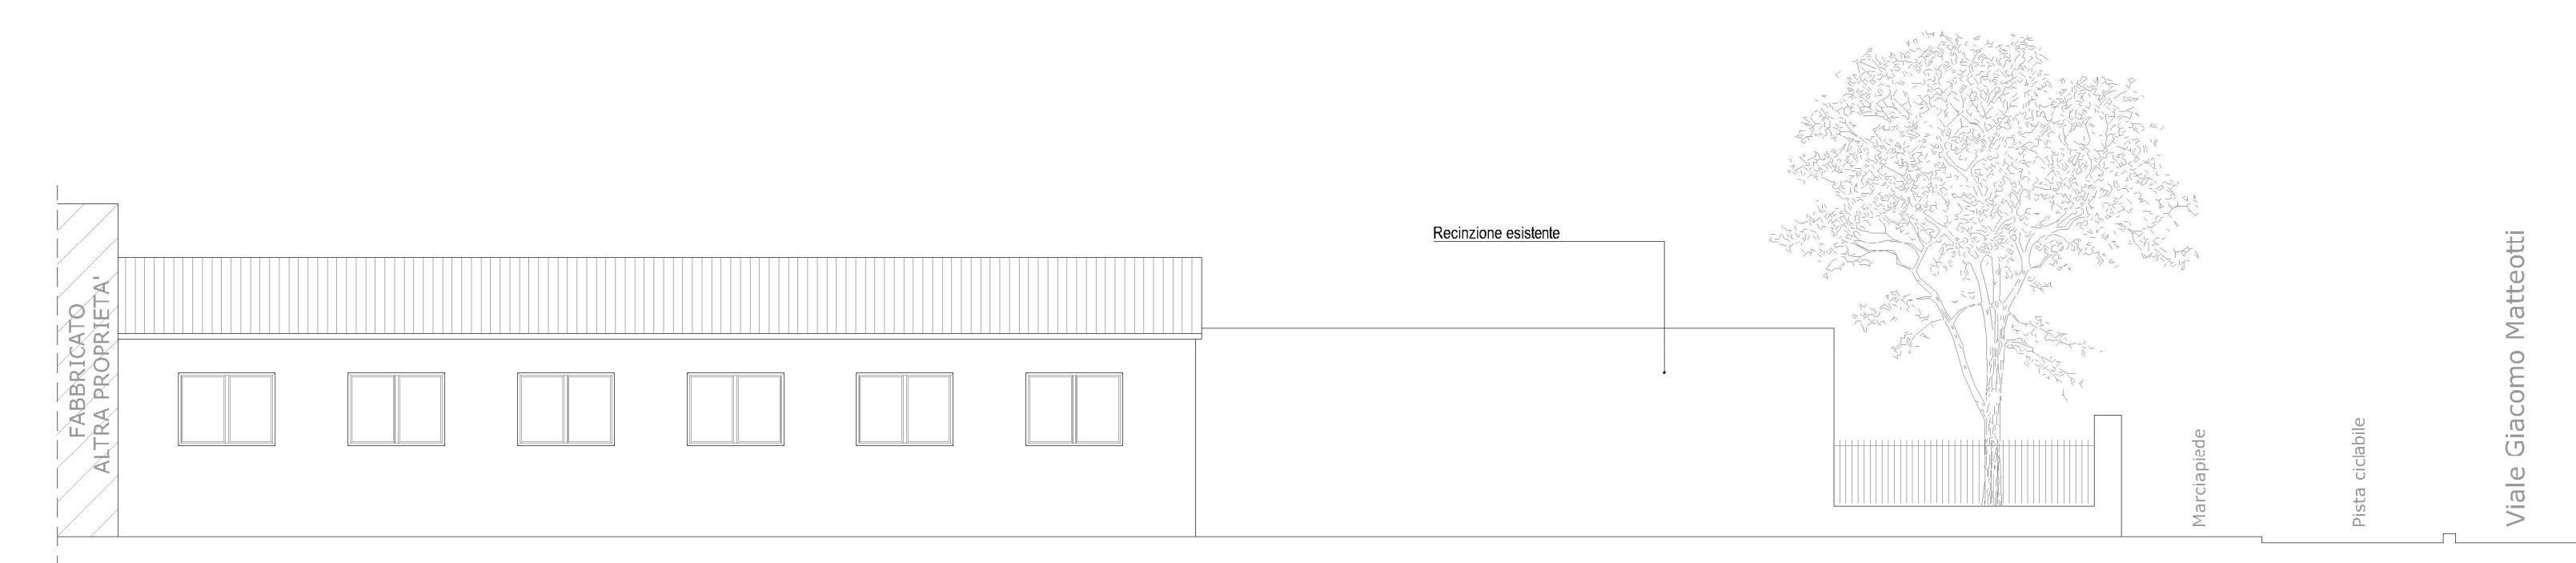 FABBRICATO
ALTRA PROPRIETA'
Recinzione esistente
Marciapiede
Pista ciclabile
Viale Giacomo Matteotti